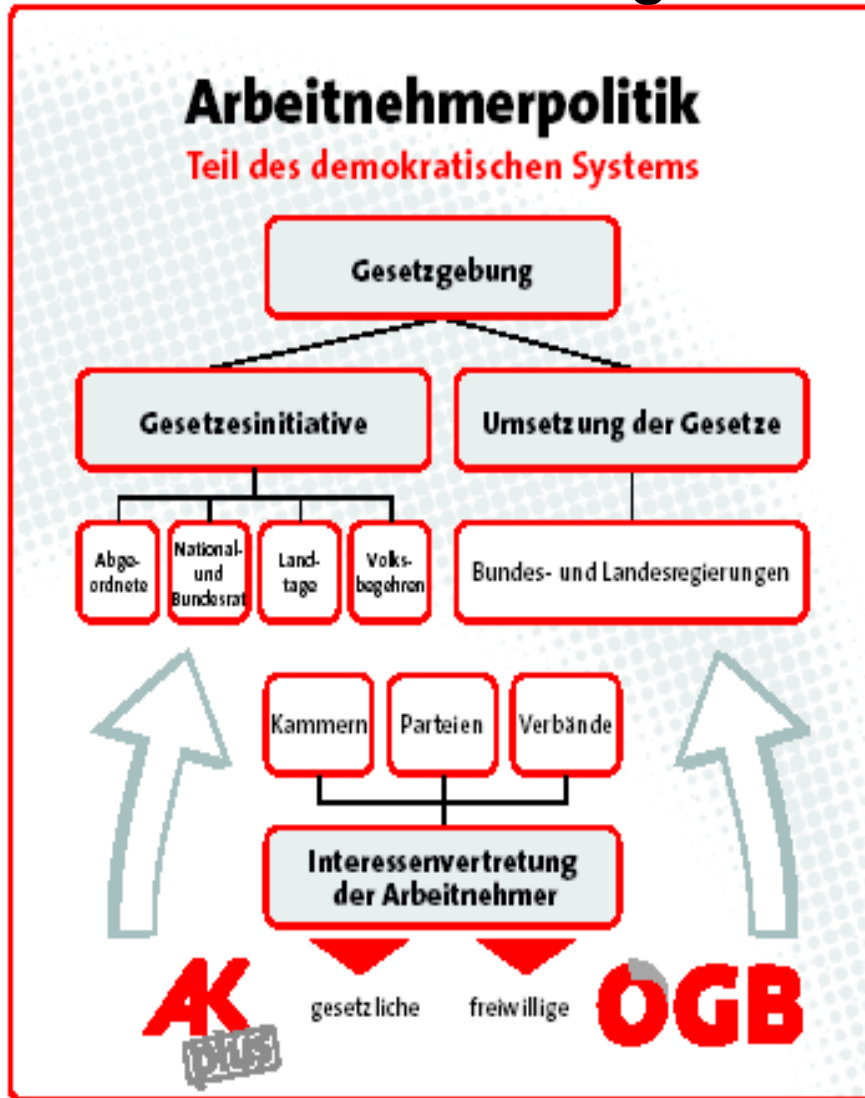 Arbeitnehmerpolitik
Teil des demokratischen Systems
Gesetzgebung
Gesetzesinitiative
Umsetzung der Gesetze
Abge-
ordnete
National-
und
Bundesrat
Land-
tage
Volks-
begehren
Bundes- und Landesregierungen
Kammern
Parteien
Verbände
Interessenvertretung
der Arbeitnehmer
AK
plus
gesetzliche
freiwillige
ÖGB